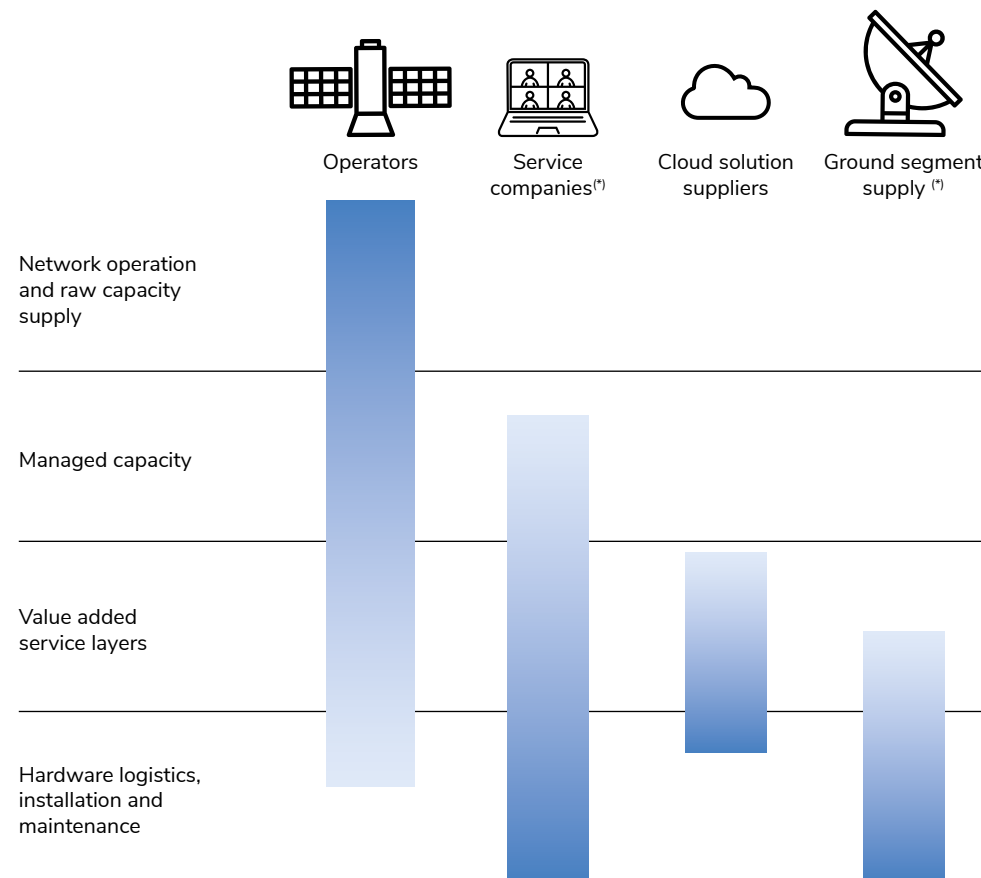 Operators
Service
companies(*)
Cloud solution
suppliers
Ground segment
supply (*)
Network operation
and raw capacity
supply
Managed capacity
Value added
service layers
Hardware logistics,
installation and
maintenance